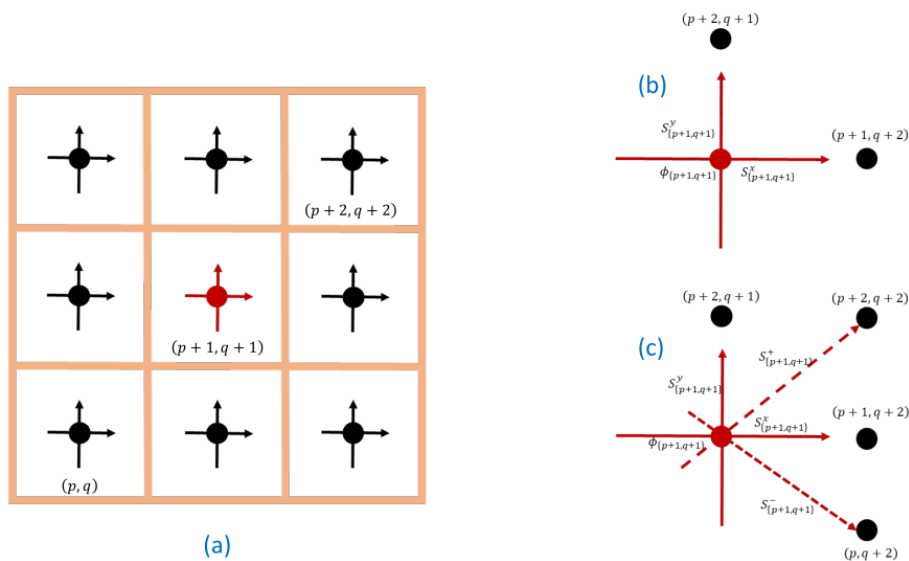 (p + 2, q + 2)
(p + 1, q + 1)
(p, q)
(a)
(p + 2, q + 1)
(b)
S^y_{p+1,q+1}
(p + 1, q + 2)
ϕ_{p+1,q+1}
S^x_{p+1,q+1}
(p + 2, q + 1)
(p + 2, q + 2)
(c)
S^+_{p+1,q+1}
S^y_{p+1,q+1}
(p + 1, q + 2)
S^x_{p+1,q+1}
ϕ_{p+1,q+1}
S^-_{p+1,q+1}
(p, q + 2)